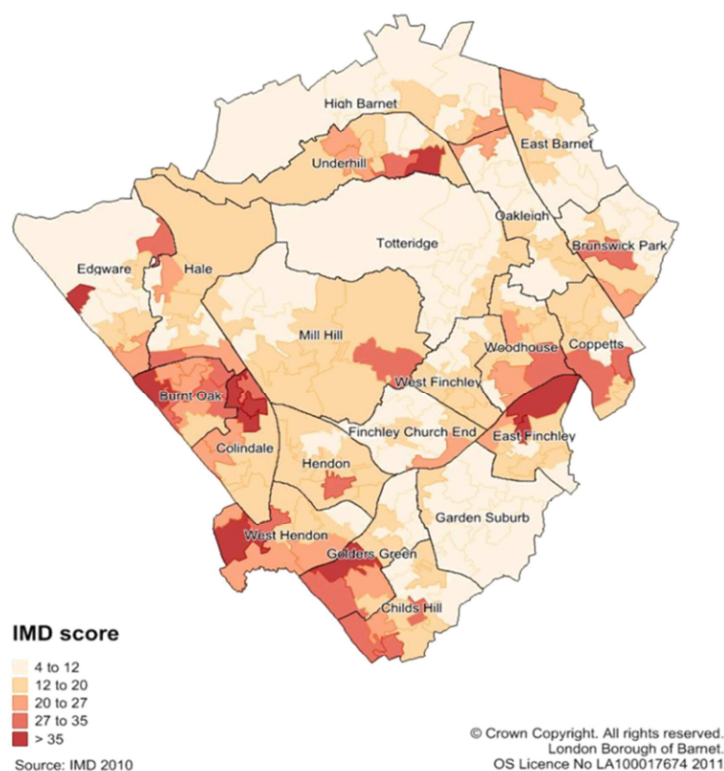 High Barnet
East Barnet
Underhill
Oakleigh
Totteridge
Brunswick Park
Edgware
Hale
Mill Hill
Woodhouse
Coppetts
West Finchley
Burnt Oak
Finchley Church End
East Finchley
Colindale
Hendon
Garden Suburb
West Hendon
Golders Green
Childs Hill
IMD score
4 to 12
12 to 20
20 to 27
27 to 35
> 35
Source: IMD 2010
© Crown Copyright. All rights reserved.
London Borough of Barnet.
OS Licence No LA100017674 2011